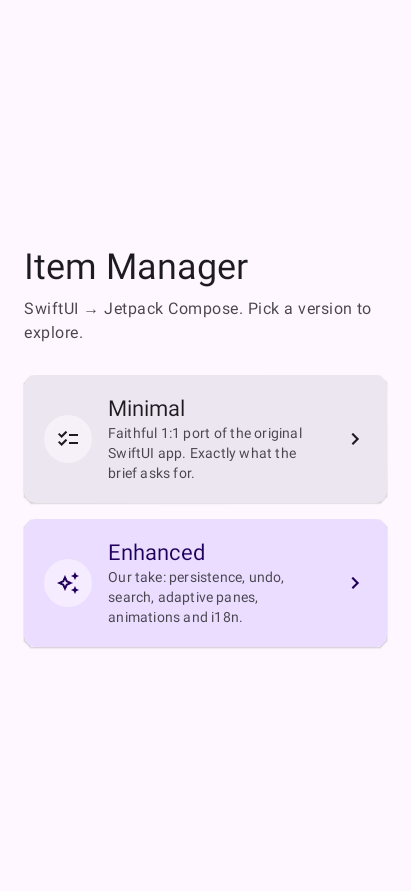 Item Manager
SwiftUI → Jetpack Compose. Pick a version to
explore.
Minimal
Faithful 1:1 port of the original
SwiftUI app. Exactly what the
brief asks for.
Enhanced
Our take: persistence, undo,
search, adaptive panes,
animations and i18n.